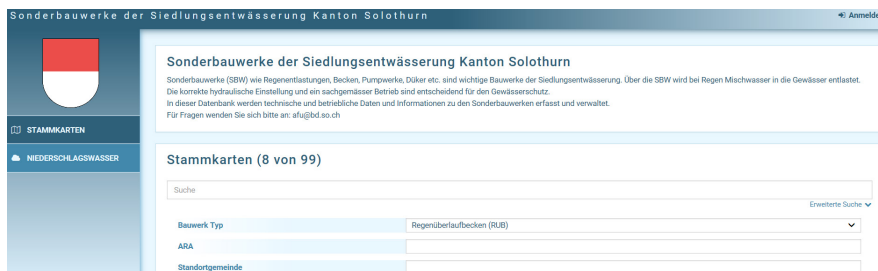 Sonderbauwerke der Siedlungsentwässerung Kanton Solothurn
Anmelde
Sonderbauwerke der Siedlungsentwässerung Kanton Solothurn
Sonderbauwerke (SBW) wie Regenentlastungen, Becken, Pumpwerke, Düker etc. sind wichtige Bauwerke der Siedlungsentwässerung. Über die SBW wird bei Regen Mischwasser in die Gewässer entlastet.
Die korrekte hydraulische Einstellung und ein sachgemässer Betrieb sind entscheidend für den Gewässerschutz.
In dieser Datenbank werden technische und betriebliche Daten und Informationen zu den Sonderbauwerken erfasst und verwaltet.
Für Fragen wenden Sie sich bitte an: afu@bd.so.ch
STAMMKARTEN
NIEDERSCHLAGSWASSER
Stammkarten (8 von 99)
Suche
Erweiterte Suche
Bauwerk Typ Regenüberlaufbecken (RUB)
ARA
Standortgemeinde